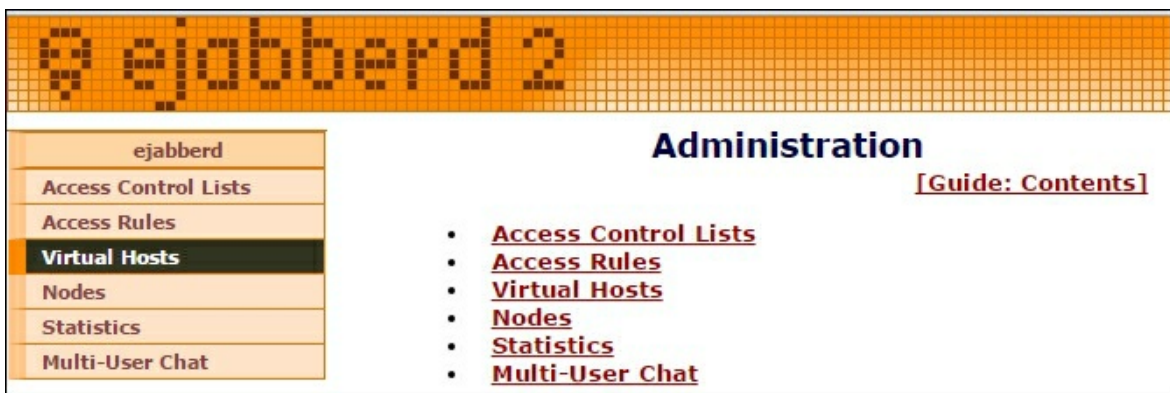 ejabberd 2
ejabberd
Access Control Lists
Access Rules
Virtual Hosts
Nodes
Statistics
Multi-User Chat
Administration
[Guide: Contents]
Access Control Lists
Access Rules
Virtual Hosts
Nodes
Statistics
Multi-User Chat